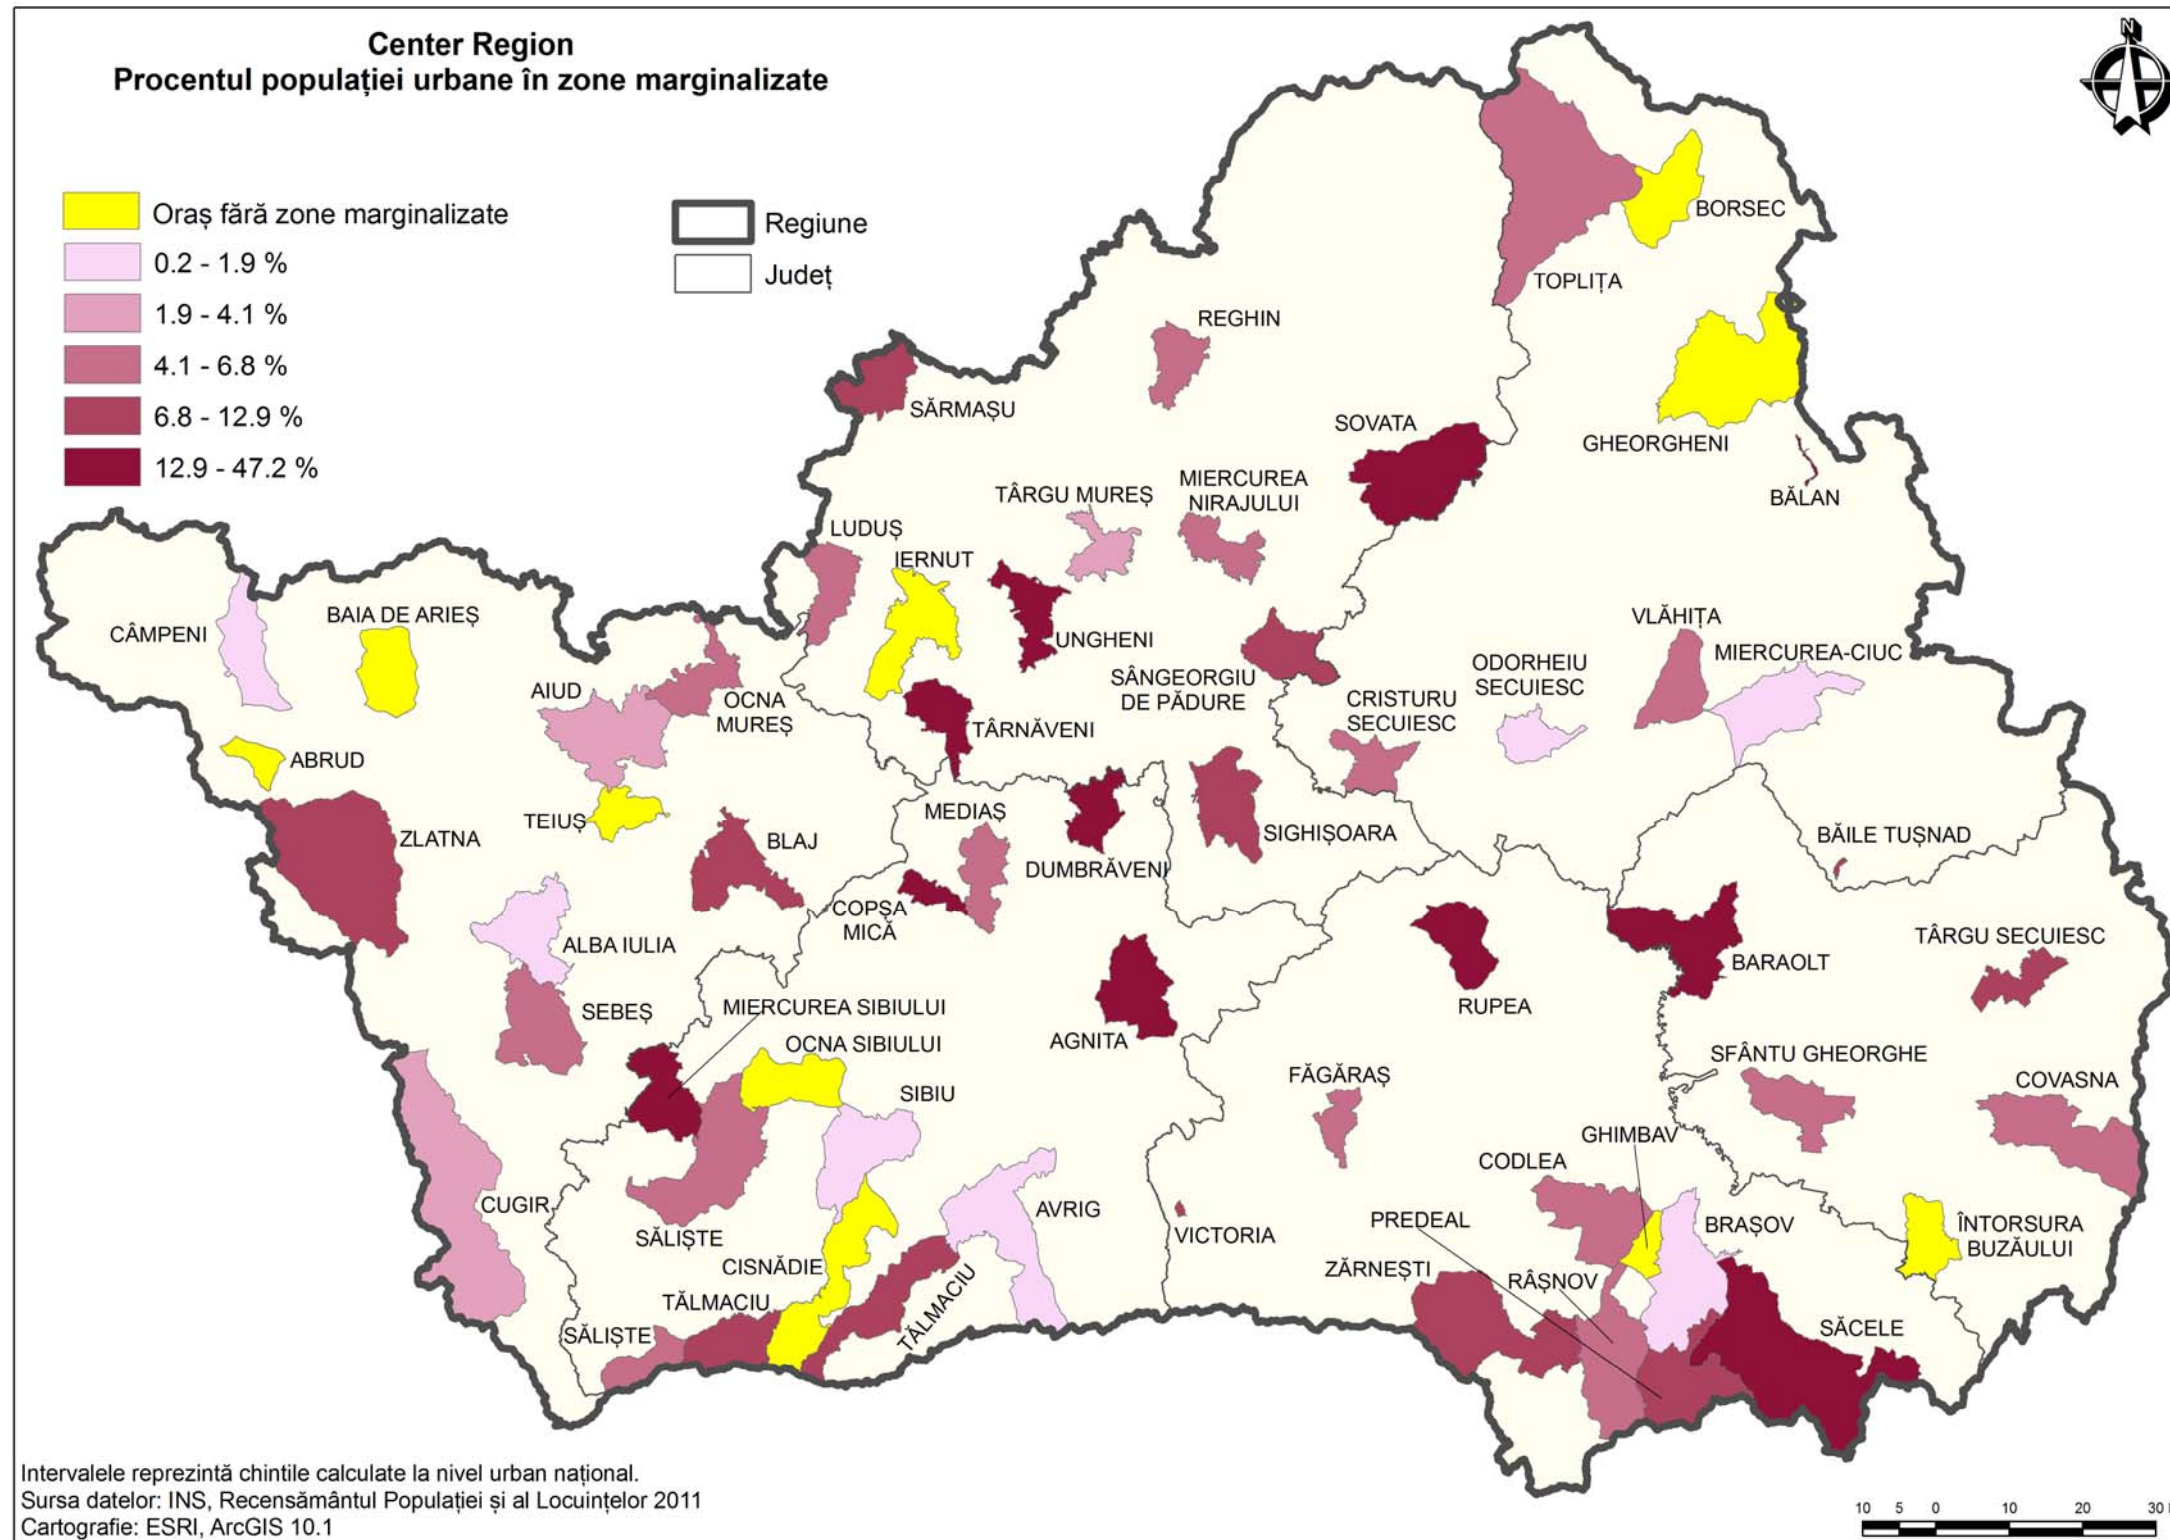 Center Region
Procentul populației urbane în zone marginalizate
N
Oraș fără zone marginalizate
0.2 - 1.9 %
1.9 - 4.1 %
4.1 - 6.8 %
6.8 - 12.9 %
12.9 - 47.2 %
Regiune
Județ
BORSEC
TOPLIȚA
REGHIN
SĂRMAȘU
SOVATA
GHEORGHENI
BĂLAN
TÂRGU MUREȘ
MIERCUREA
NIRAJULUI
LUDUȘ
IERNUT
UNGHENI
CÂMPENI
BAIA DE ARIEȘ
VLĂHIȚA
MIERCUREA-CIUC
ODORHEIU
SECUIESC
SÂNGEORGIU
DE PĂDURE
CRISTURU
SECUIESC
AIUD
OCNA
MUREȘ
TÂRNĂVENI
ABRUD
TEIUȘ
ZLATNA
BLAJ
MEDIAȘ
DUMBRĂVENI
SIGHIȘOARA
BĂILE TUȘNAD
COPȘA
MICĂ
ALBA IULIA
TÂRGU SECUIESC
BARAOLT
RUPEA
SEBEȘ
MIERCUREA SIBIULUI
OCNA SIBIULUI
AGNITA
SFÂNTU GHEORGHE
COVASNA
FĂGĂRAȘ
SIBIU
GHIMBAV
CODLEA
CUGIR
SĂLIȘTE
AVRIG
VICTORIA
PREDEAL
BRAȘOV
ÎNTORSURA
BUZĂULUI
CISNĂDIE
ZĂRNEȘTI
RÂȘNOV
TĂLMACIU
TĂLMACIU
SĂLIȘTE
SĂCELE
Intervalele reprezintă chintile calculate la nivel urban național.
Sursa datelor: INS, Recensământul Populației și al Locuințelor 2011
Cartografie: ESRI, ArcGIS 10.1
10 5 0 10 20 30